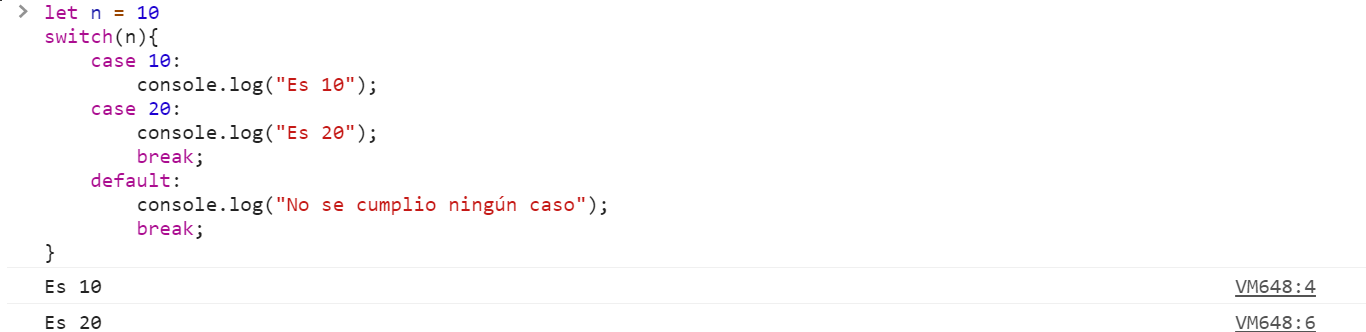 > let n = 10
switch(n){
    case 10:
        console.log("Es 10");
    case 20:
        console.log("Es 20");
        break;
    default:
        console.log("No se cumplio ningún caso");
        break;
}
Es 10 VM648:4
Es 20 VM648:6